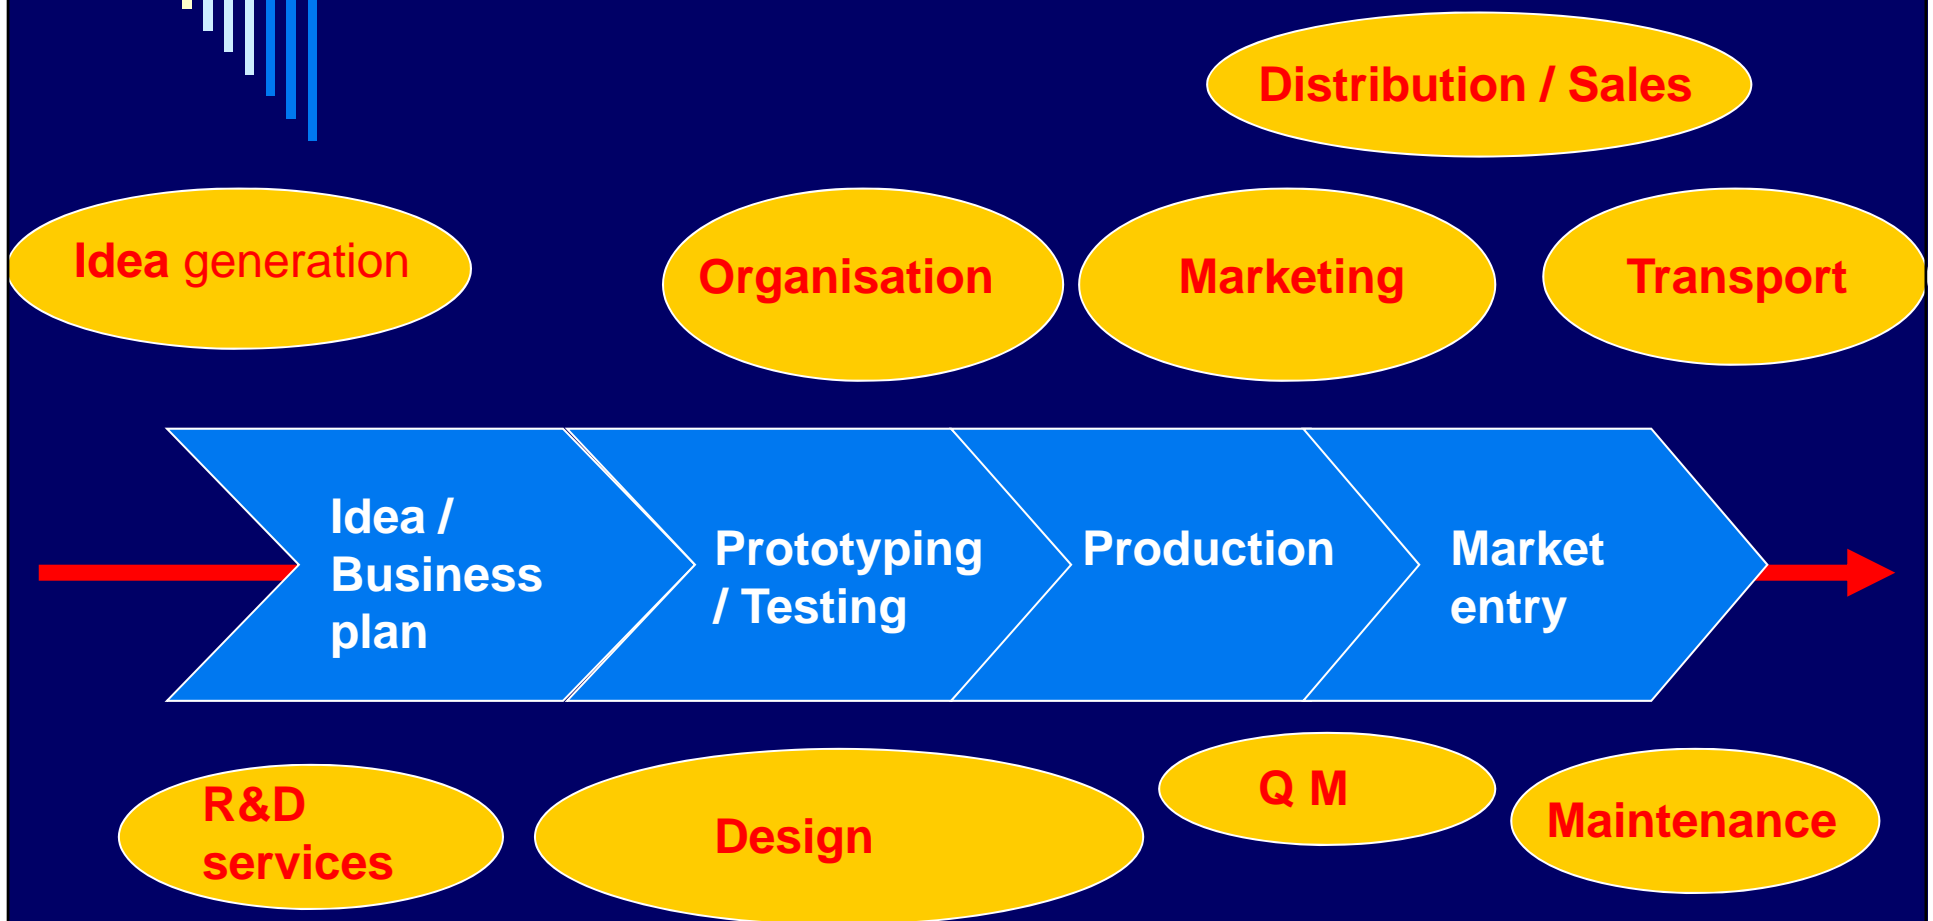 Distribution / Sales
Idea generation
Organisation
Marketing
Transport
Idea /
Business
plan
Prototyping
/ Testing
Production
Market
entry
R&D
services
Design
Q M
Maintenance